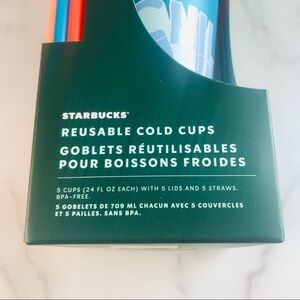 STARBUCKS®
REUSABLE COLD CUPS
GOBELETS RÉUTILISABLES
POUR BOISSONS FROIDES
5 CUPS (24 FL OZ EACH) WITH 5 LIDS AND 5 STRAWS.
BPA-FREE.
5 GOBELETS DE 709 ML CHACUN AVEC 5 COUVERCLES
ET 5 PAILLES. SANS BPA.